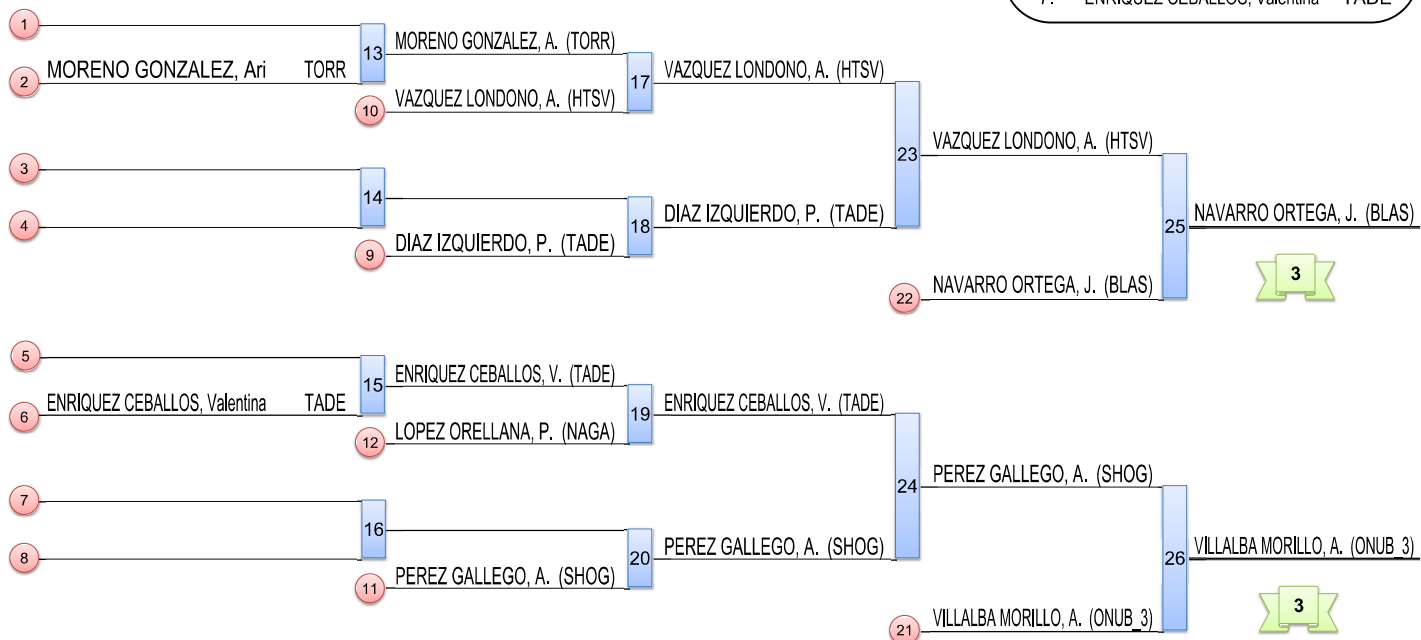 7. ENRIQUEZ CEBALLOS, Valentina TADE
1
13 MORENO GONZALEZ, A. (TORR)
2 MORENO GONZALEZ, Ari TORR
17 VAZQUEZ LONDONO, A. (HTSV)
10 VAZQUEZ LONDONO, A. (HTSV)
23 VAZQUEZ LONDONO, A. (HTSV)
3
14
4
18 DIAZ IZQUIERDO, P. (TADE)
9 DIAZ IZQUIERDO, P. (TADE)
25 NAVARRO ORTEGA, J. (BLAS)
3
22 NAVARRO ORTEGA, J. (BLAS)
5
15 ENRIQUEZ CEBALLOS, V. (TADE)
6 ENRIQUEZ CEBALLOS, Valentina TADE
19 ENRIQUEZ CEBALLOS, V. (TADE)
12 LOPEZ ORELLANA, P. (NAGA)
24 PEREZ GALLEGO, A. (SHOG)
7
16
8
20 PEREZ GALLEGO, A. (SHOG)
11 PEREZ GALLEGO, A. (SHOG)
26 VILLALBA MORILLO, A. (ONUB_3)
3
21 VILLALBA MORILLO, A. (ONUB_3)